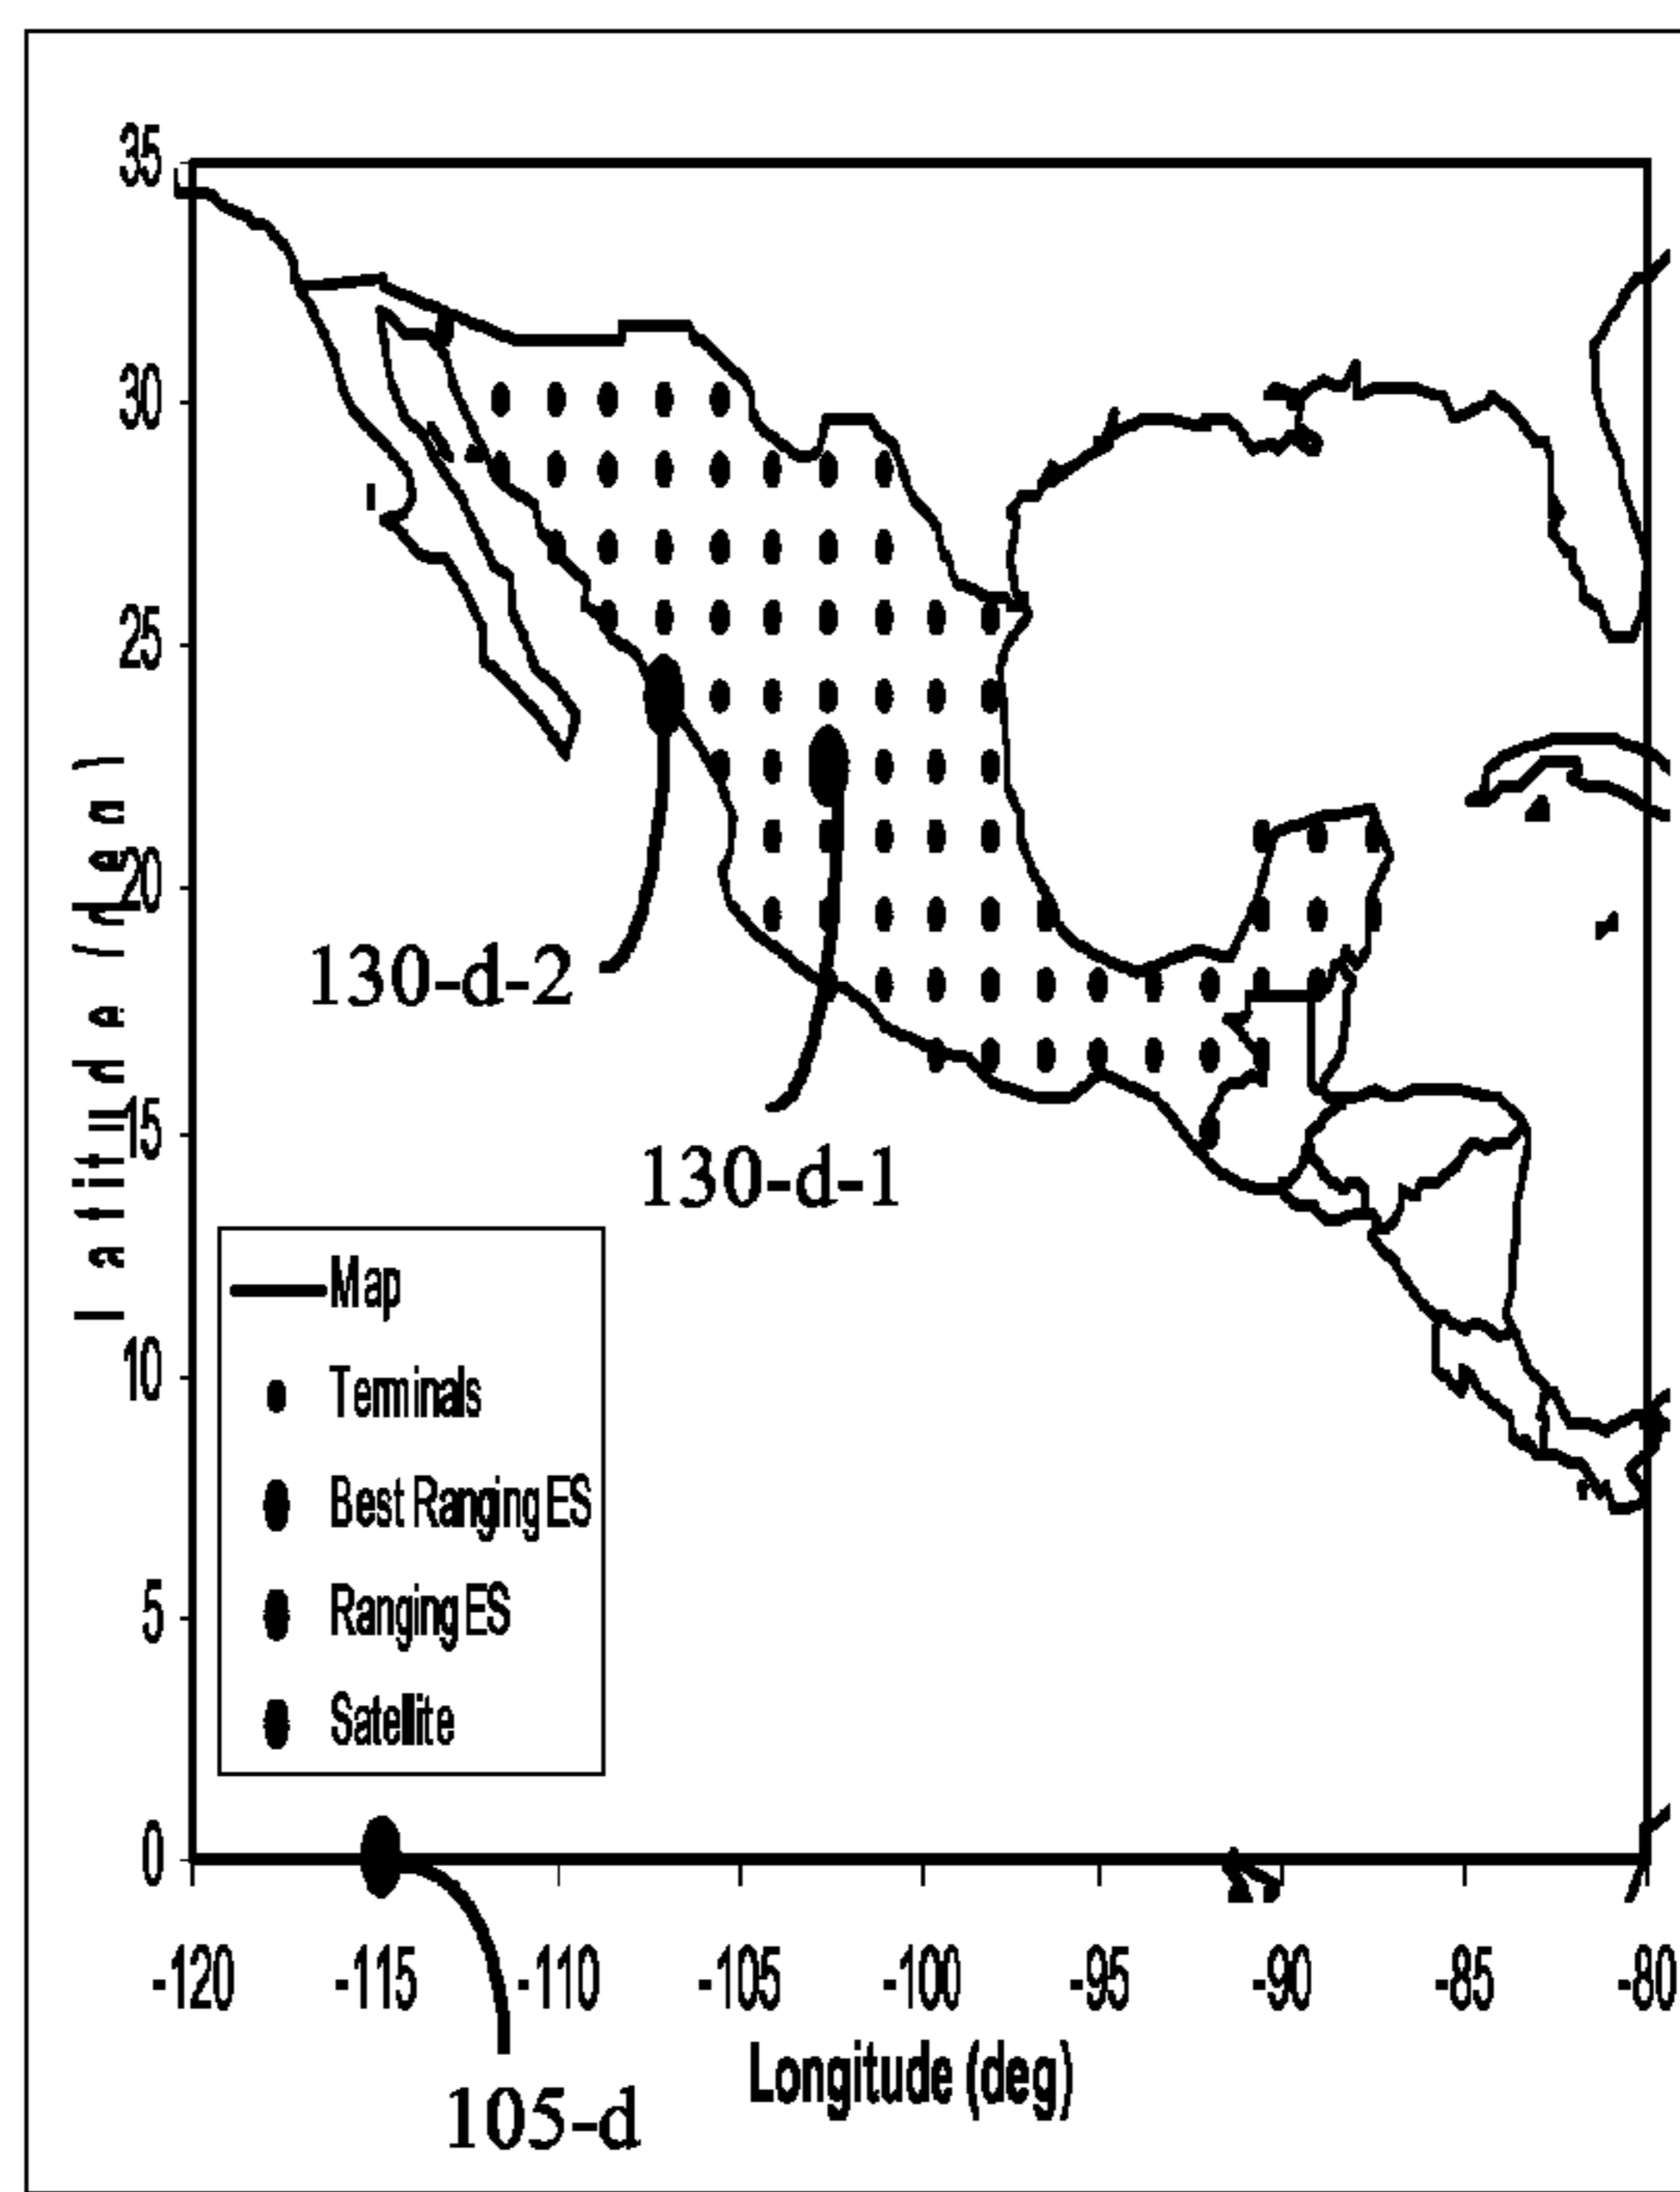 35
30
25
20
15
10
5
0
latitude (deg)
130-d-2
130-d-1
Map
Terminals
Best Ranging ES
Ranging ES
Satellite
-120 -115 -110 -105 -100 -95 -90 -85 -80
Longitude (deg)
105-d